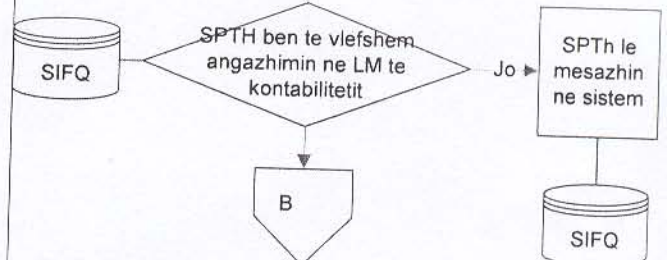 SIFQ
SPTH ben te vlefshem
angazhimin ne LM te
kontabilitetit
Jo
SPTh le
mesazhin
ne sistem
B
SIFQ